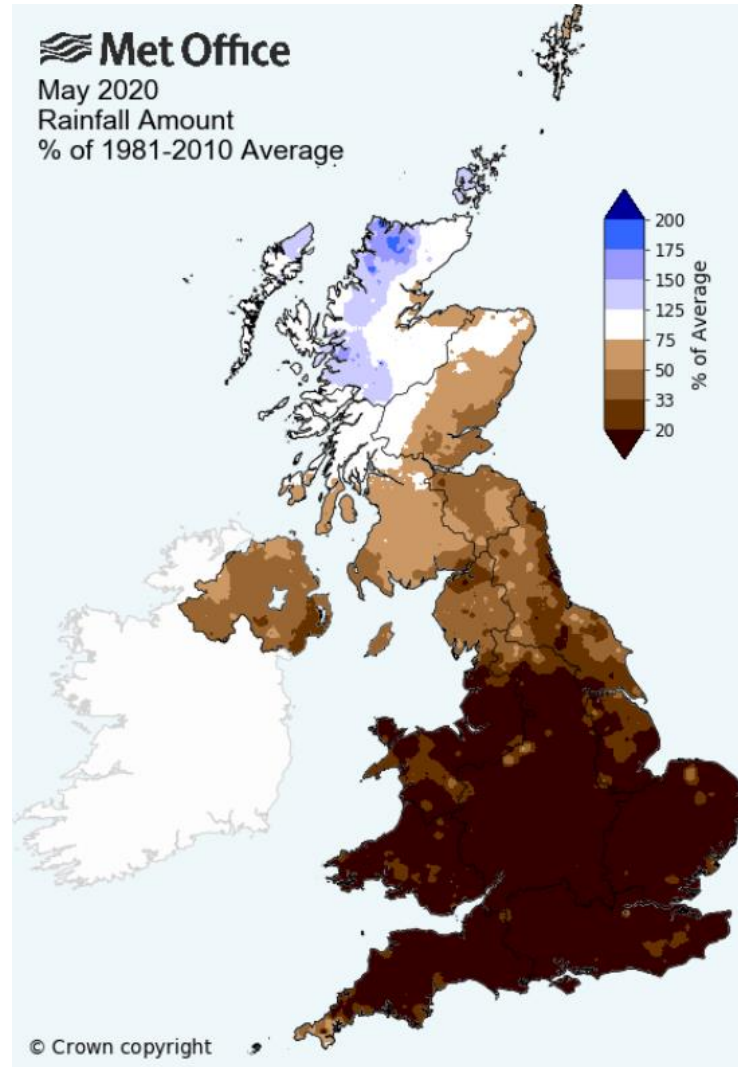 Met Office
May 2020
Rainfall Amount
% of 1981-2010 Average
200
175
150
125
75
50
33
20
% of Average
© Crown copyright